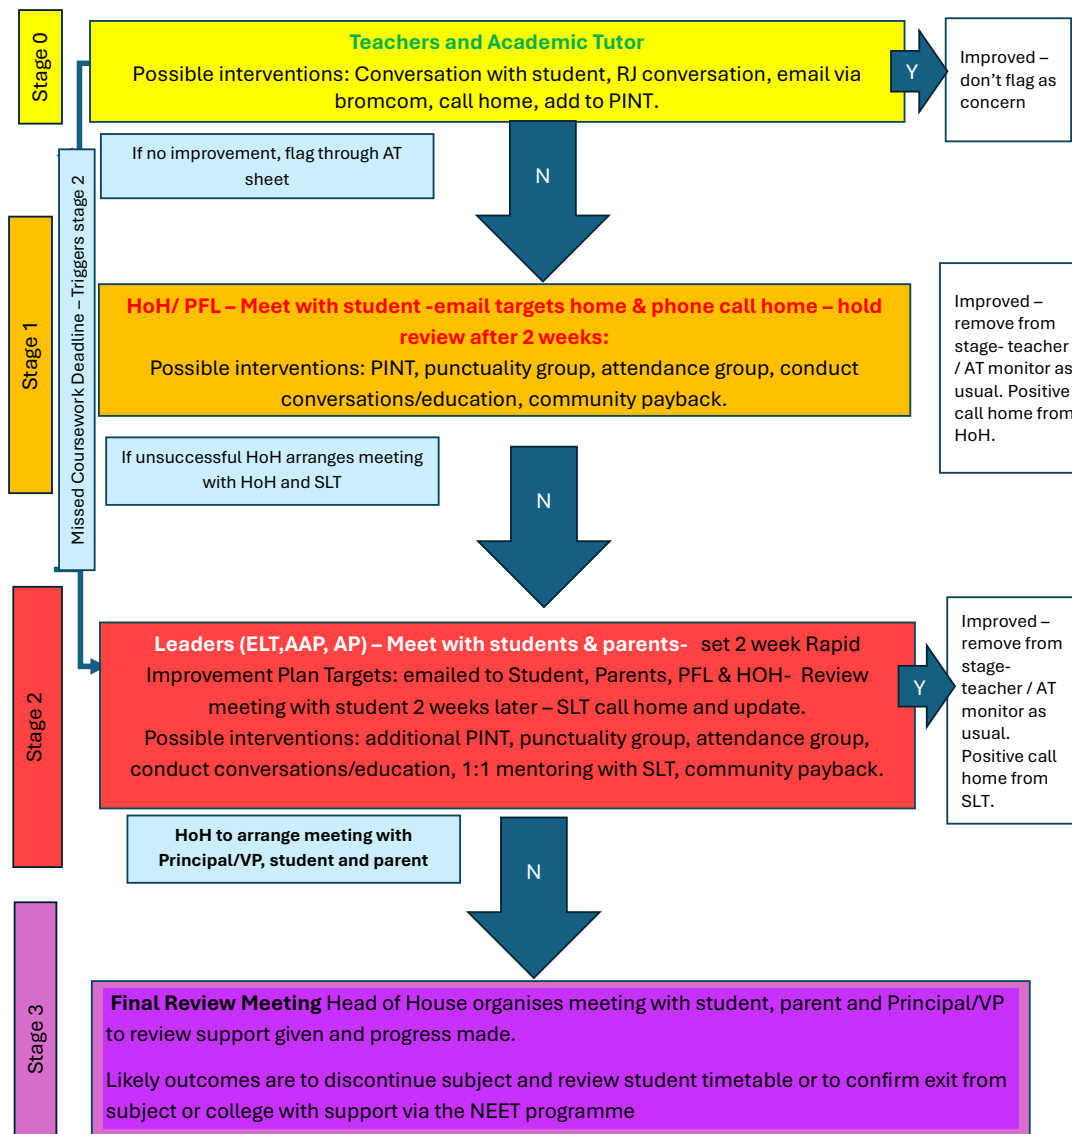 Stage 0
Teachers and Academic Tutor
Possible interventions: Conversation with student, RJ conversation, email via
bromcom, call home, add to PINT.
Y
Improved –
don’t flag as
concern
If no improvement, flag through AT
sheet
N
Missed Coursework Deadline – Triggers stage 2
Stage 1
HoH/ PFL – Meet with student -email targets home & phone call home – hold
review after 2 weeks:
Possible interventions: PINT, punctuality group, attendance group, conduct
conversations/education, community payback.
Improved –
remove from
stage- teacher
/ AT monitor as
usual. Positive
call home from
HoH.
If unsuccessful HoH arranges meeting
with HoH and SLT
N
Stage 2
Leaders (ELT,AAP, AP) – Meet with students & parents- set 2 week Rapid
Improvement Plan Targets: emailed to Student, Parents, PFL & HOH- Review
meeting with student 2 weeks later – SLT call home and update.
Possible interventions: additional PINT, punctuality group, attendance group,
conduct conversations/education, 1:1 mentoring with SLT, community payback.
Y
Improved –
remove from
stage-
teacher / AT
monitor as
usual.
Positive call
home from
SLT.
HoH to arrange meeting with
Principal/VP, student and parent
N
Stage 3
Final Review Meeting Head of House organises meeting with student, parent and Principal/VP
to review support given and progress made.
Likely outcomes are to discontinue subject and review student timetable or to confirm exit from
subject or college with support via the NEET programme